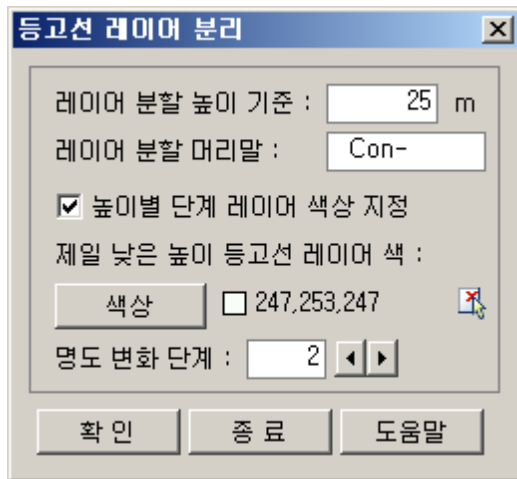 등고선 레이어 분리
레이어 분할 높이 기준 : 25 m
레이어 분할 머리말 : Con-
높이별 단계 레이어 색상 지정
제일 낮은 높이 등고선 레이어 색 :
색상 247,253,247
명도 변화 단계 : 2
확 인 종 료 도움말